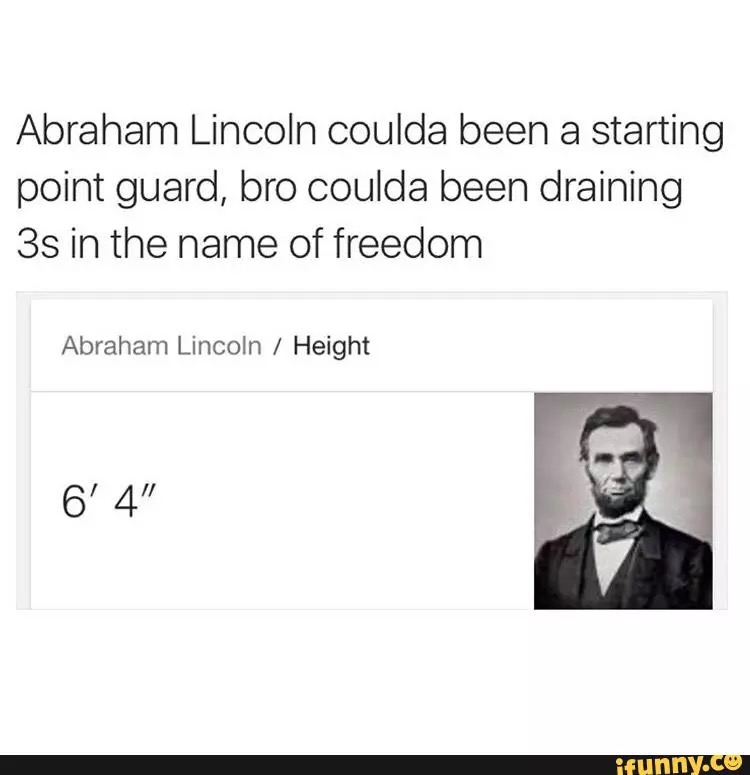 Abraham Lincoln coulda been a starting
point guard, bro coulda been draining
3s in the name of freedom
Abraham Lincoln / Height
6' 4"
ifunny.co